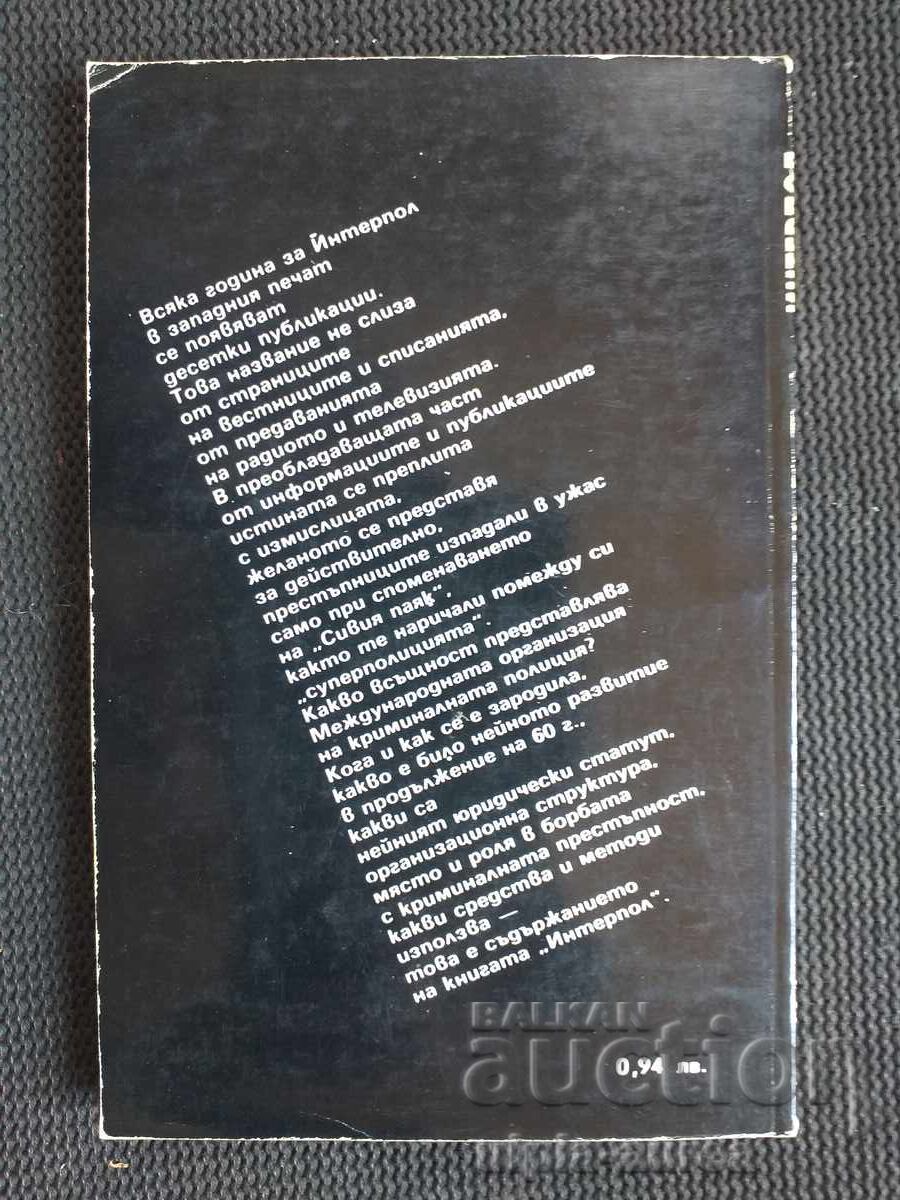 Всяка година за Интерпол
в западния печат
се появяват
десетки публикации.
Това название не слиза
от страниците
на вестниците и списанията,
от предаванията
на радиото и телевизията.
В преобладаващата част
от информациите и публикациите
истината се преплита
с измислицата,
желаното се представя
за действително,
престъпниците изпадали в ужас
само при споменаването
на „Сивия паяк“,
както те наричали помежду си
„суперполицията“.
Какво всъщност представлява
Международната организация
на криминалната полиция?
Кога и как се е зародила,
какво е било нейното развитие
в продължение на 60 г..
какви са
нейният юридически статут,
организационна структура,
място и роля в борбата
с криминалната престъпност,
какви средства и методи
използва —
това е съдържанието
на книгата „Интерпол“.
0,94 лв.
BALKAN
auction